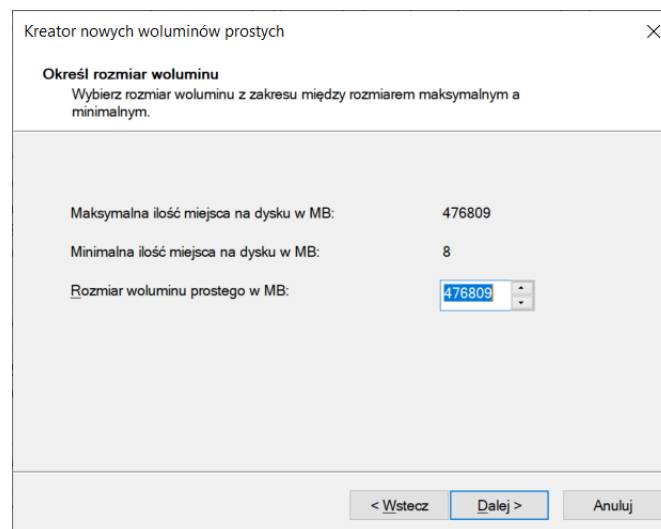 Kreator nowych woluminów prostych
Określ rozmiar woluminu
Wybierz rozmiar woluminu z zakresu między rozmiarem maksymalnym a
minimalnym.
Maksymalna ilość miejsca na dysku w MB: 476809
Minimalna ilość miejsca na dysku w MB: 8
Rozmiar woluminu prostego w MB: 476809
< Wstecz Dalej > Anuluj